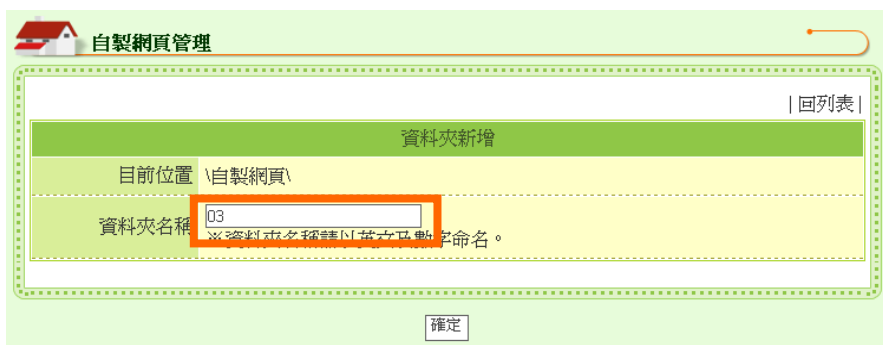 自製網頁管理
|回列表|
資料夾新增
目前位置 \自製網頁\
資料夾名稱 03
※資料夾名稱請以英文及數字命名。
確定